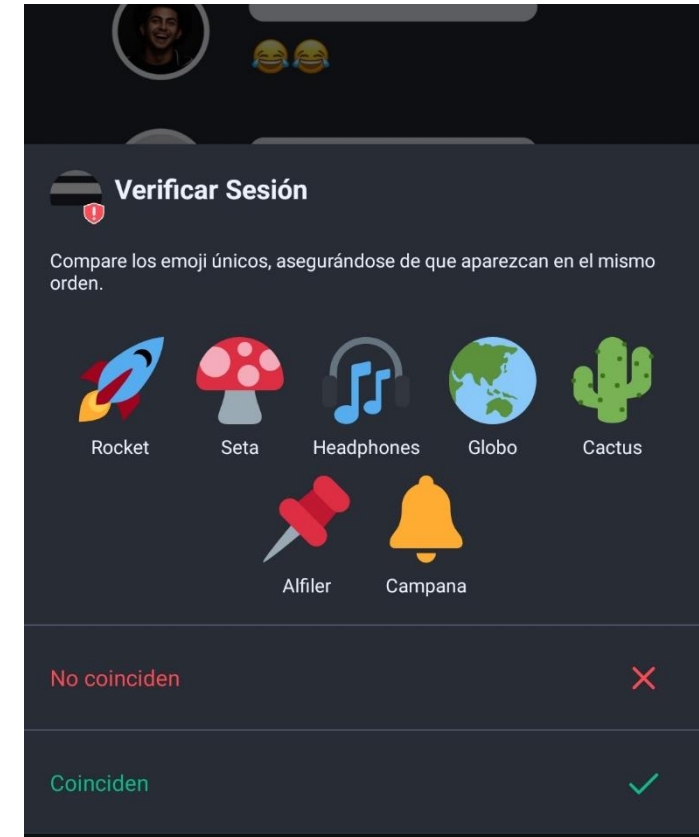 Verificar Sesión
Compare los emoji únicos, asegurándose de que aparezcan en el mismo
orden.
Rocket Seta Headphones Globo Cactus
Alfiler Campana
No coinciden
Coinciden